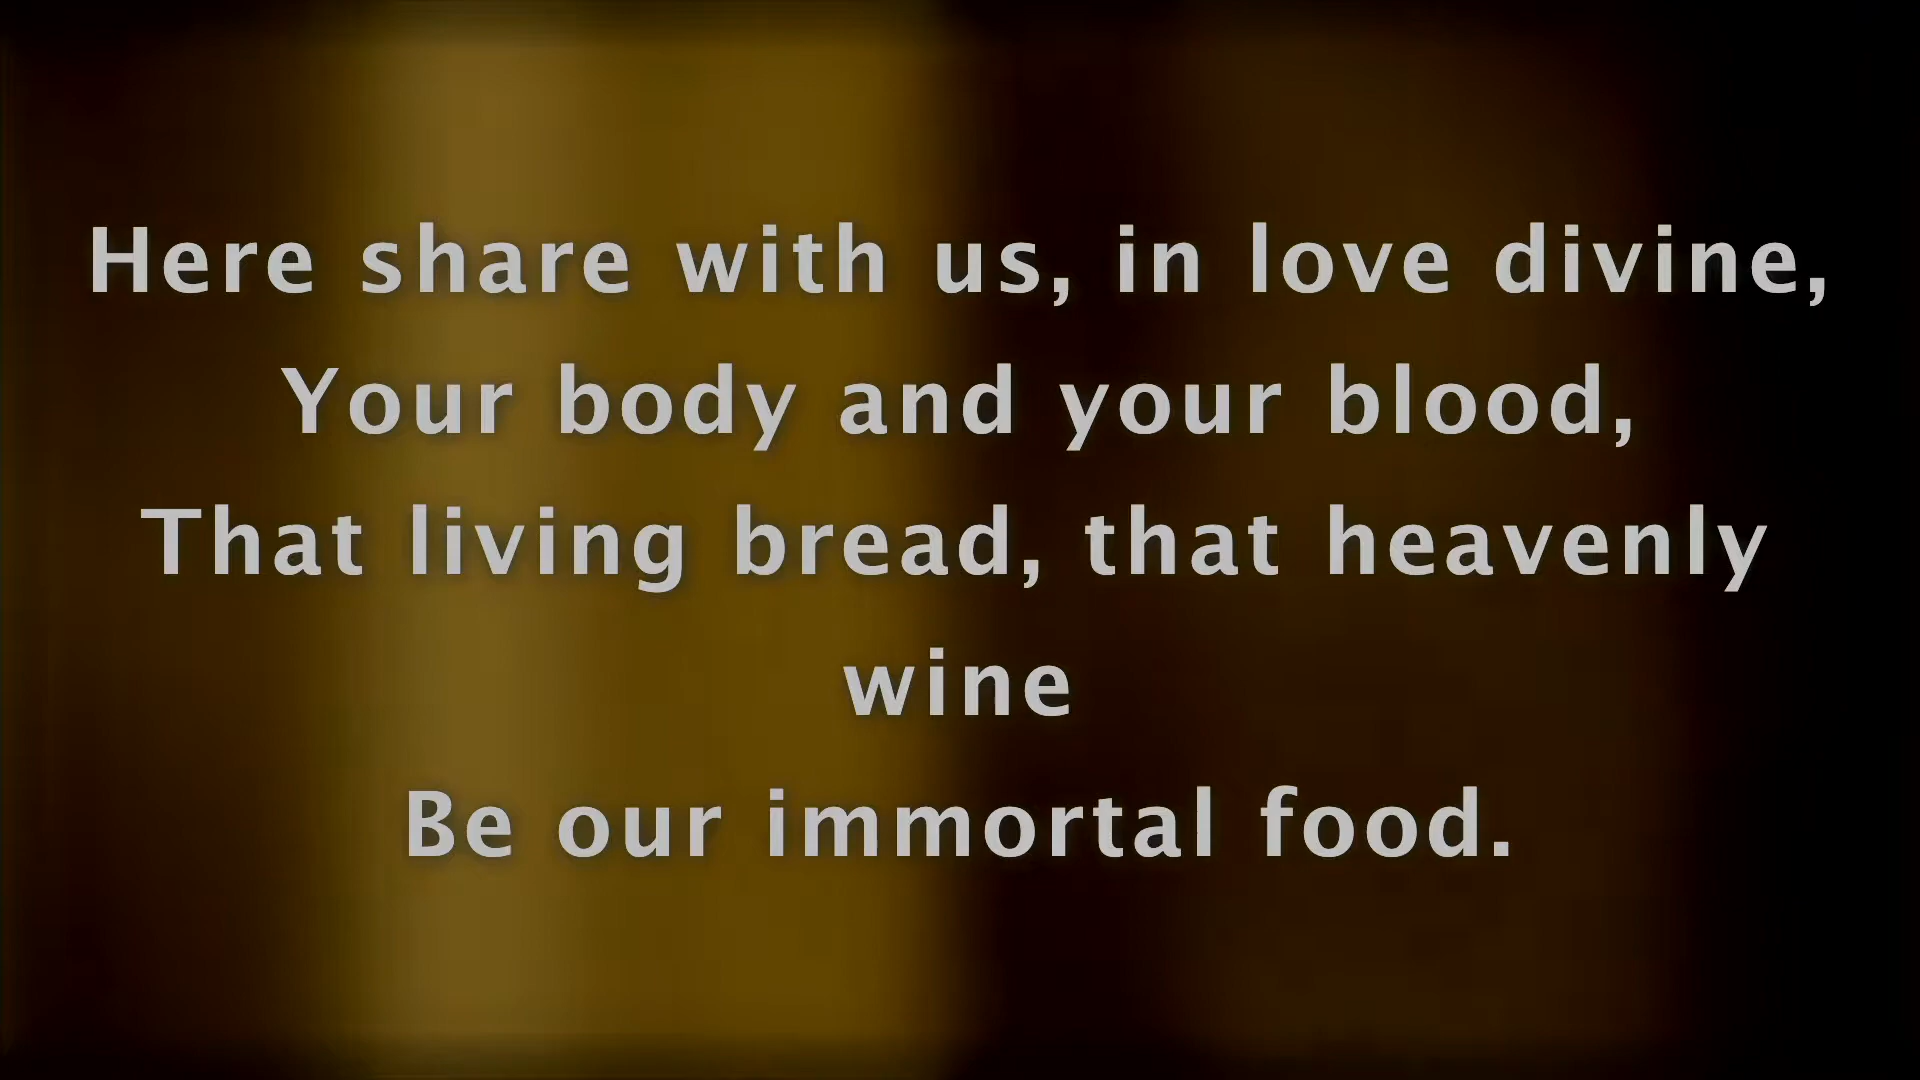 Here share with us, in love divine,
Your body and your blood,
That living bread, that heavenly
wine
Be our immortal food.